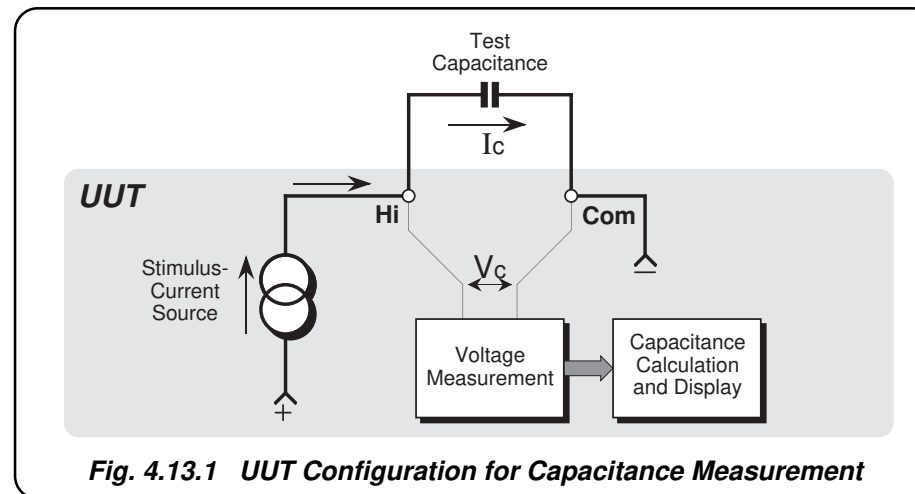 Test
Capacitance
Ic
UUT
Hi
Com
Stimulus-
Current
Source
Vc
+
Voltage
Measurement
Capacitance
Calculation
and Display
Fig. 4.13.1 UUT Configuration for Capacitance Measurement